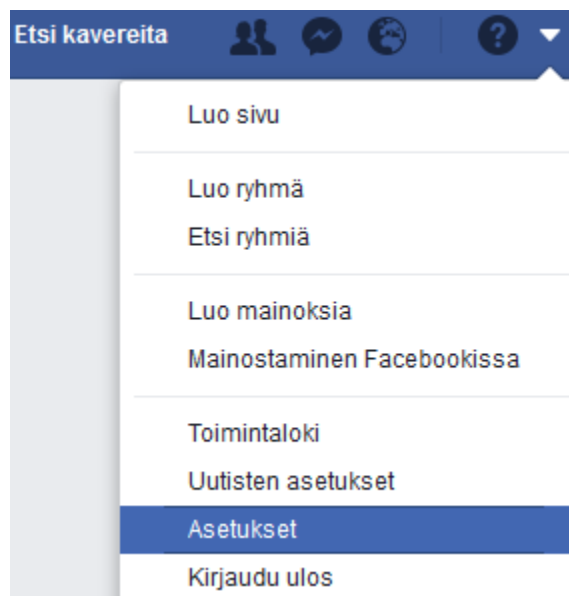 Etsi kavereita
Luo sivu
Luo ryhmä
Etsi ryhmiä
Luo mainoksia
Mainostaminen Facebookissa
Toimintaloki
Uutisten asetukset
Asetukset
Kirjaudu ulos